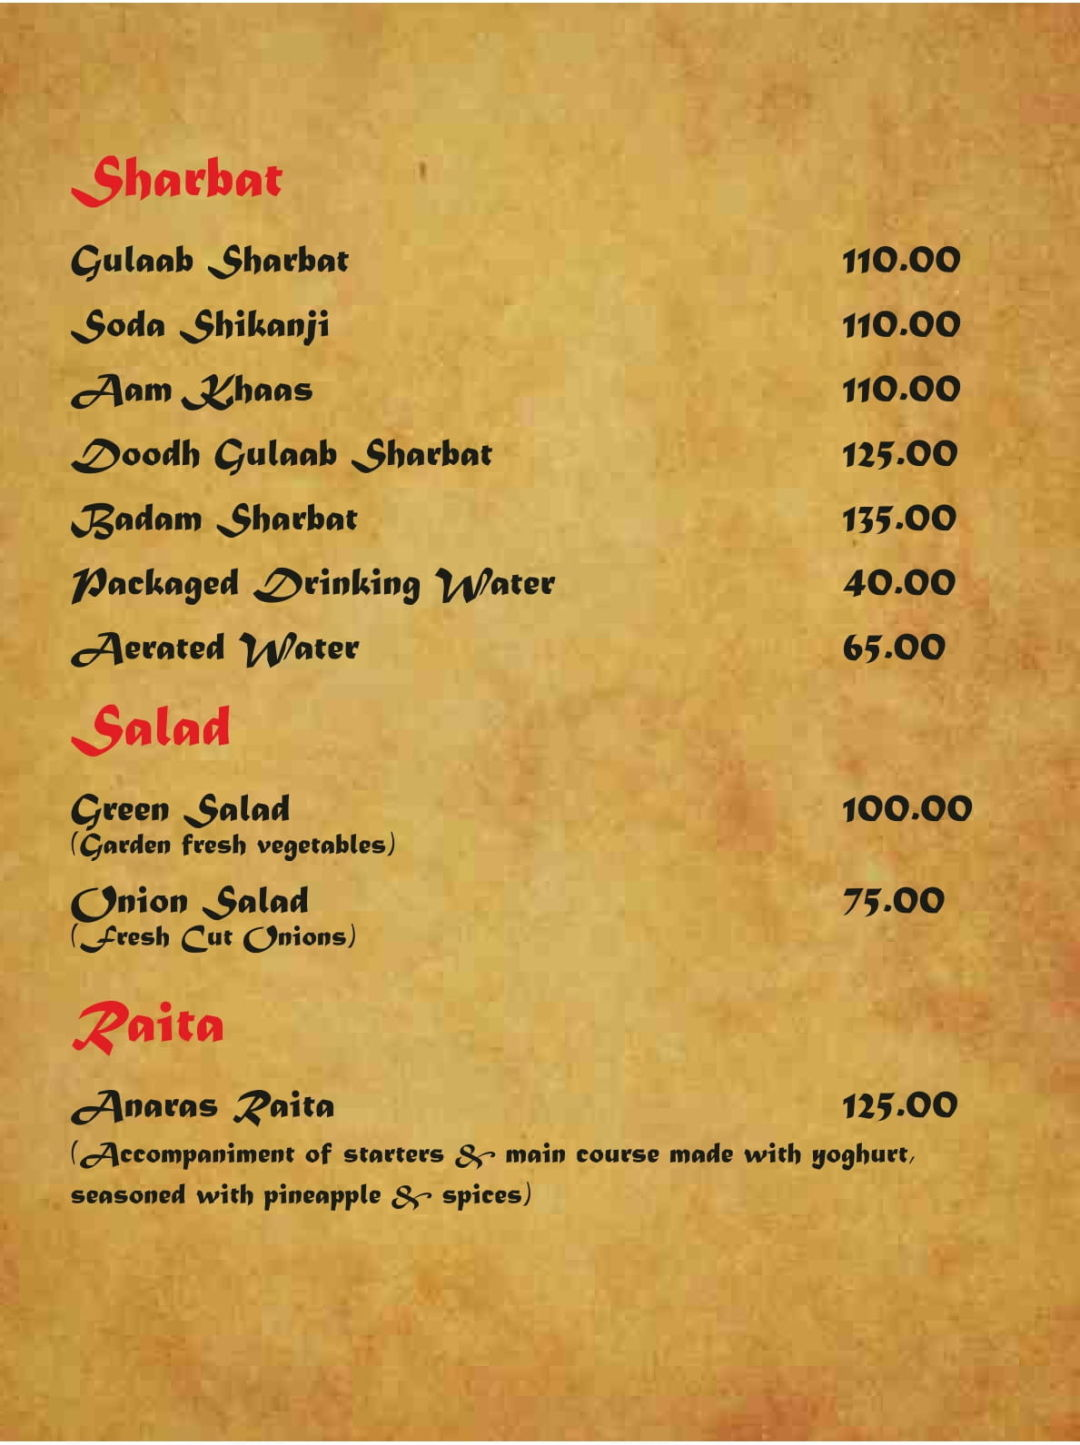 Sharbat
Gulaab Sharbat 110.00
Soda Shikanji 110.00
Aam Khaas 110.00
Doodh Gulaab Sharbat 125.00
Badam Sharbat 135.00
Packaged Drinking Water 40.00
Aerated Water 65.00
Salad
Green Salad 100.00
(Garden fresh vegetables)
Onion Salad 75.00
(Fresh Cut Onions)
Raita
Anaras Raita 125.00
(Accompaniment of starters & main course made with yoghurt,
seasoned with pineapple & spices)